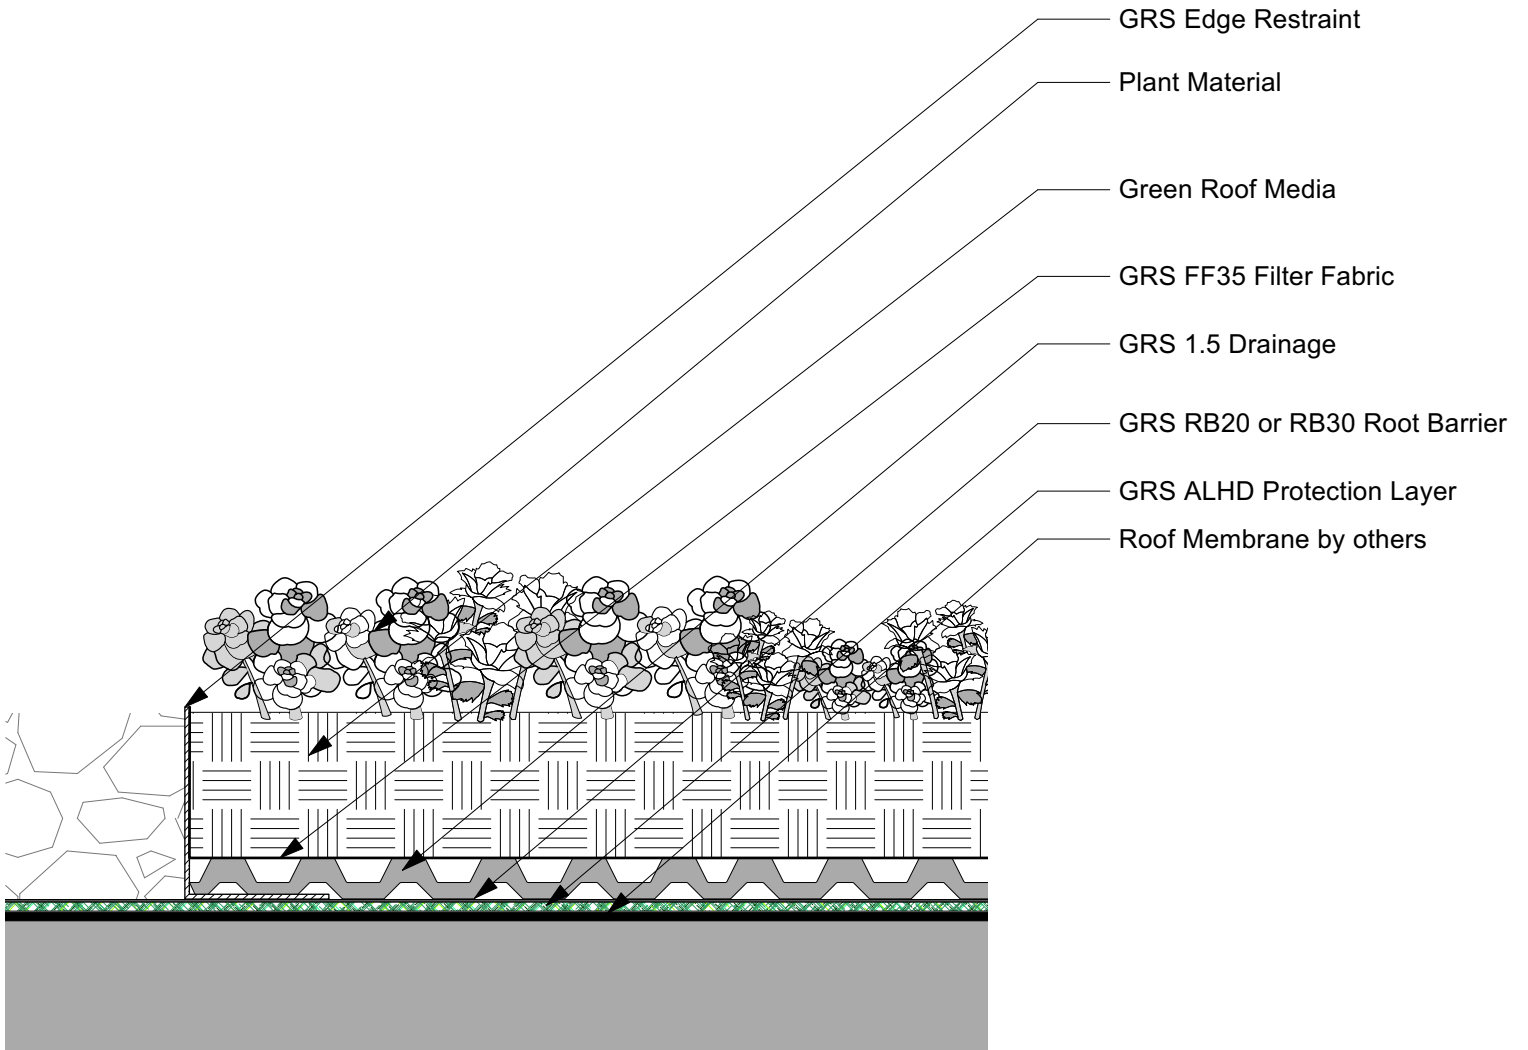 GRS Edge Restraint
Plant Material
Green Roof Media
GRS FF35 Filter Fabric
GRS 1.5 Drainage
GRS RB20 or RB30 Root Barrier
GRS ALHD Protection Layer
Roof Membrane by others